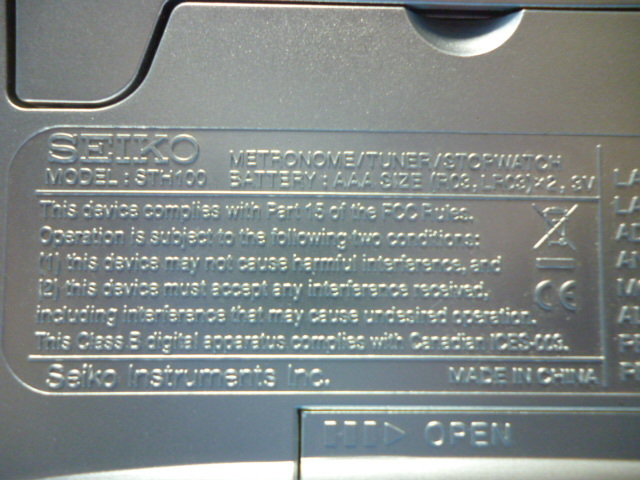 SEIKO METRONOME/TUNER/STOPWATCH
MODEL : STH100 BATTERY : AAA SIZE (R03, LR03)×2, 3V
This device complies with Part 15 of the FCC Rules.
Operation is subject to the following two conditions:
(1) this device may not cause harmful interference, and
(2) this device must accept any interference received,
including interference that may cause undesired operation.
This Class B digital apparatus complies with Canadian ICES-003.
CE
Seiko Instruments Inc. MADE IN CHINA
OPEN